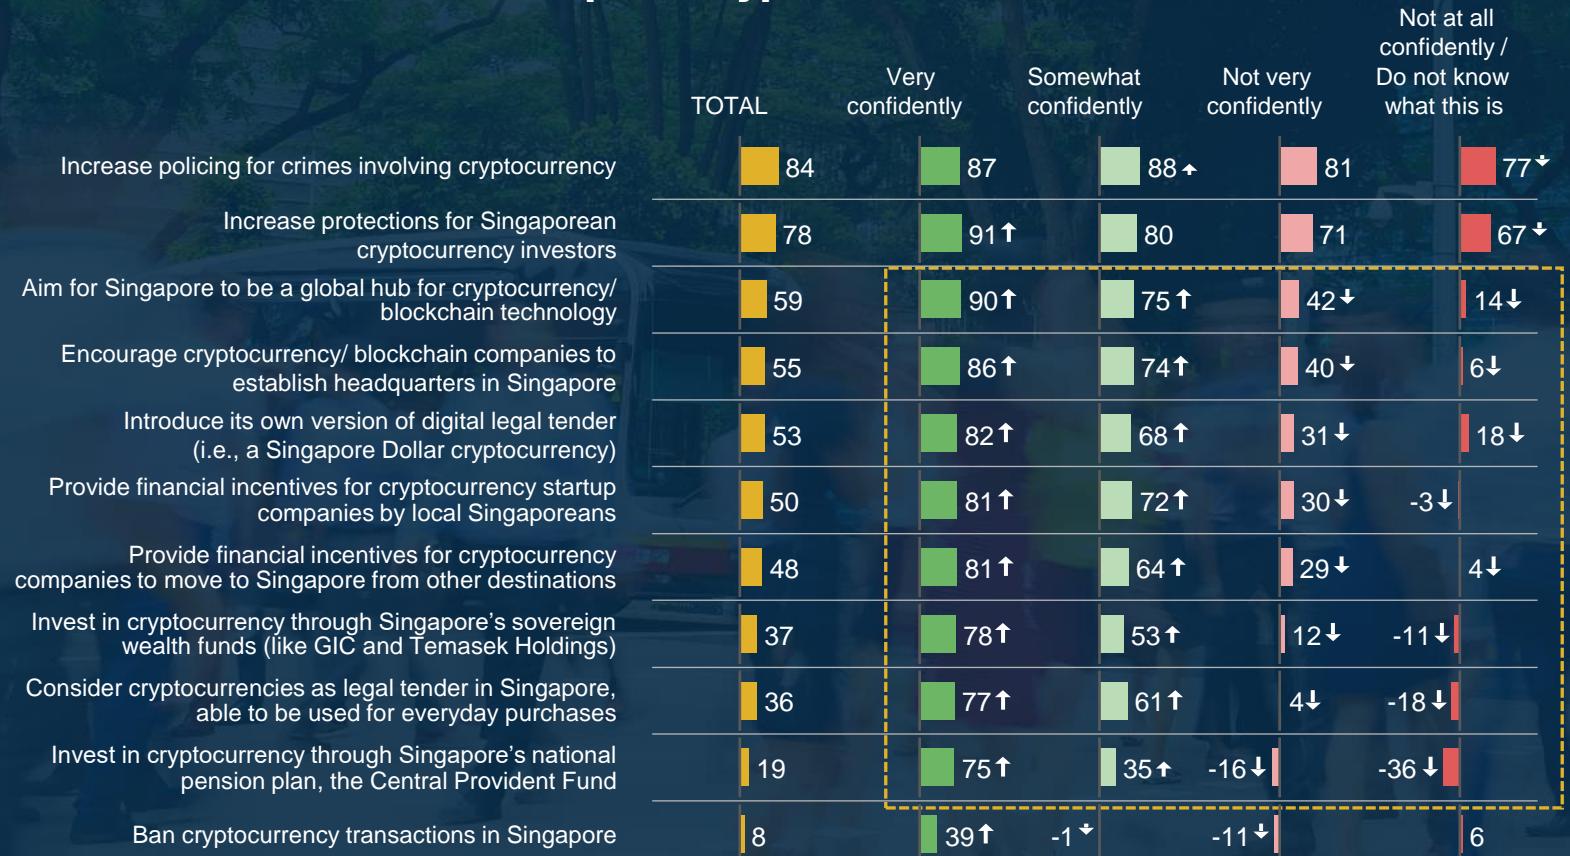 TOTAL
Very
confidently
Somewhat
confidently
Not very
confidently
Not at all
confidently /
Do not know
what this is
Increase policing for crimes involving cryptocurrency
84 87 88 81 77
Increase protections for Singaporean
cryptocurrency investors
78 91 80 71 67
Aim for Singapore to be a global hub for cryptocurrency/
blockchain technology
59 90 75 42 14
Encourage cryptocurrency/ blockchain companies to
establish headquarters in Singapore
55 86 74 40 6
Introduce its own version of digital legal tender
(i.e., a Singapore Dollar cryptocurrency)
53 82 68 31 18
Provide financial incentives for cryptocurrency startup
companies by local Singaporeans
50 81 72 30 -3
Provide financial incentives for cryptocurrency
companies to move to Singapore from other destinations
48 81 64 29 4
Invest in cryptocurrency through Singapore’s sovereign
wealth funds (like GIC and Temasek Holdings)
37 78 53 12 -11
Consider cryptocurrencies as legal tender in Singapore,
able to be used for everyday purchases
36 77 61 4 -18
Invest in cryptocurrency through Singapore’s national
pension plan, the Central Provident Fund
19 75 35 -16 -36
Ban cryptocurrency transactions in Singapore
8 39 -1 -11 6